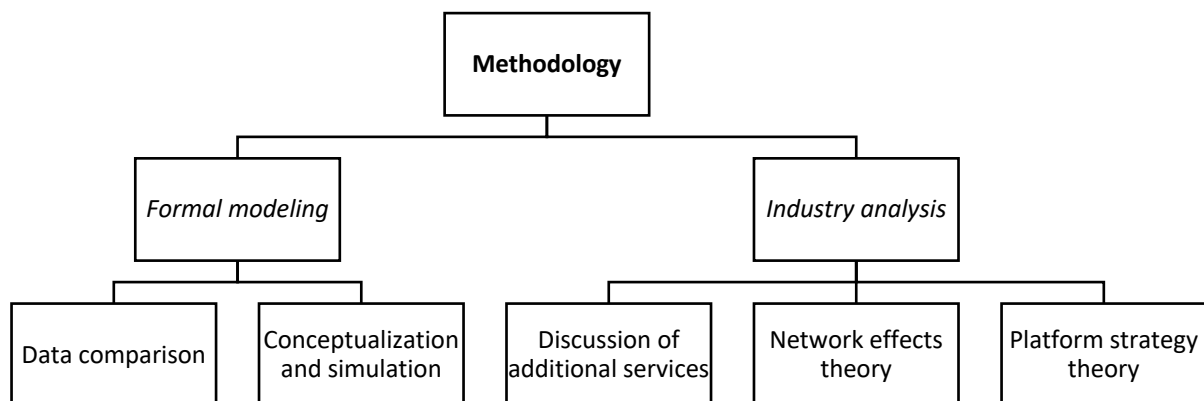 Methodology
Formal modeling
Industry analysis
Data comparison
Conceptualization
and simulation
Discussion of
additional services
Network effects
theory
Platform strategy
theory